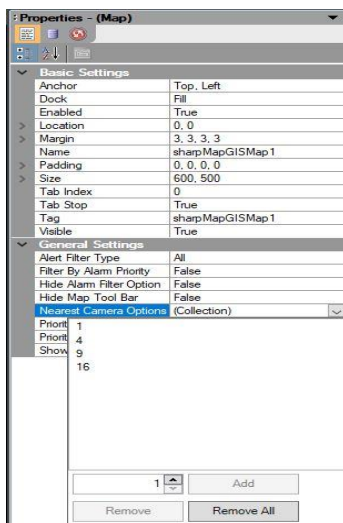 Properties - (Map)
Basic Settings
Anchor Top, Left
Dock Fill
Enabled True
Location 0, 0
Margin 3, 3, 3, 3
Name sharpMapGISMap1
Padding 0, 0, 0, 0
Size 600, 500
Tab Index 0
Tab Stop True
Tag sharpMapGISMap1
Visible True
General Settings
Alert Filter Type All
Filter By Alarm Priority False
Hide Alarm Filter Option False
Hide Map Tool Bar False
Nearest Camera Options (Collection)
Priorit
Priorit
Show
1
4
9
16
1 Add
Remove Remove All